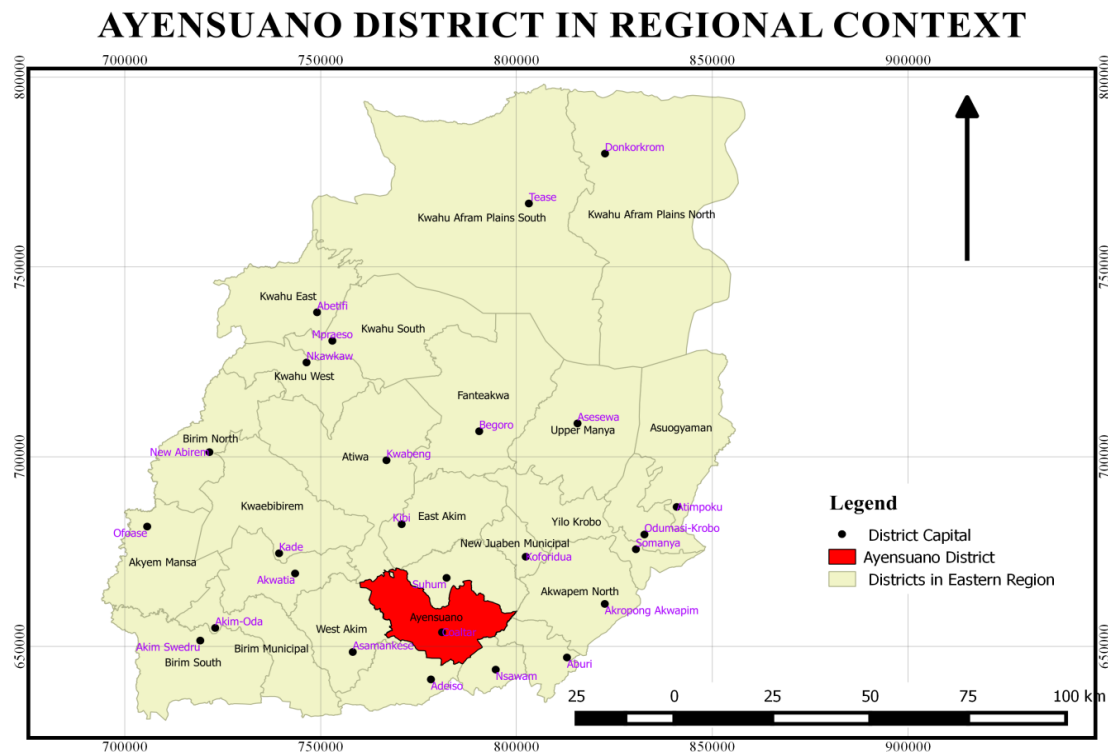 AYENSUANO DISTRICT IN REGIONAL CONTEXT
700000 750000 800000 850000 900000
800000 800000
Donkorkrom
Tease
Kwahu Afram Plains South
Kwahu Afram Plains North
750000 750000
Kwahu East
Abetifi
Kwahu South
Mpraeso
Nkawkaw
Kwahu West
Fanteakwa
Asesewa
Begoro
Upper Manya
Asuogyaman
Birim North
New Abirem
Atiwa
Kwabeng
700000 700000
Kwaebibirem
Atimpoku
Legend
Kibi
East Akim
Yilo Krobo
Odumasi-Krobo
Ofoase
District Capital
New Juaben Municipal
Somanya
Kade
Koforidua
Ayensuano District
Akyem Mansa
Akwatia
Suhum
Districts in Eastern Region
Akwapem North
Akropong Akwapim
Ayensuano
Akim-Oda
West Akim
Akim Swedru
Birim Municipal
Asamankese
650000 650000
Birim South
Aburi
Nsawam
Adeiso
25 0 25 50 75 100 km
700000 750000 800000 850000 900000